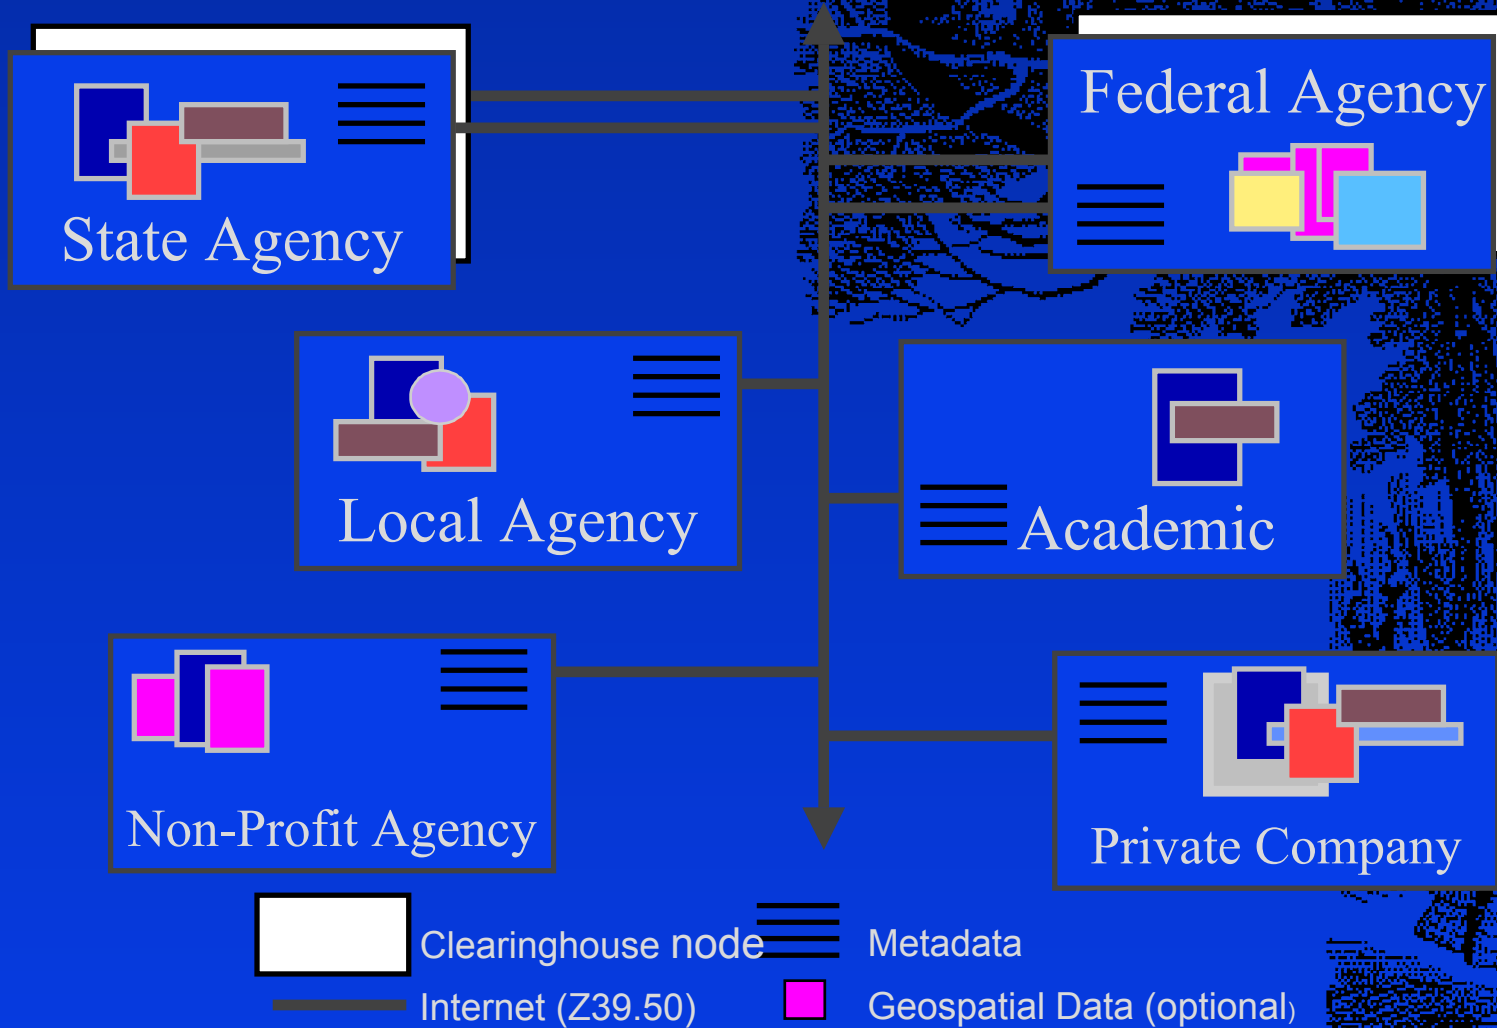 State Agency
Federal Agency
Local Agency
Academic
Non-Profit Agency
Private Company
Clearinghouse node
Metadata
Internet (Z39.50)
Geospatial Data (optional)